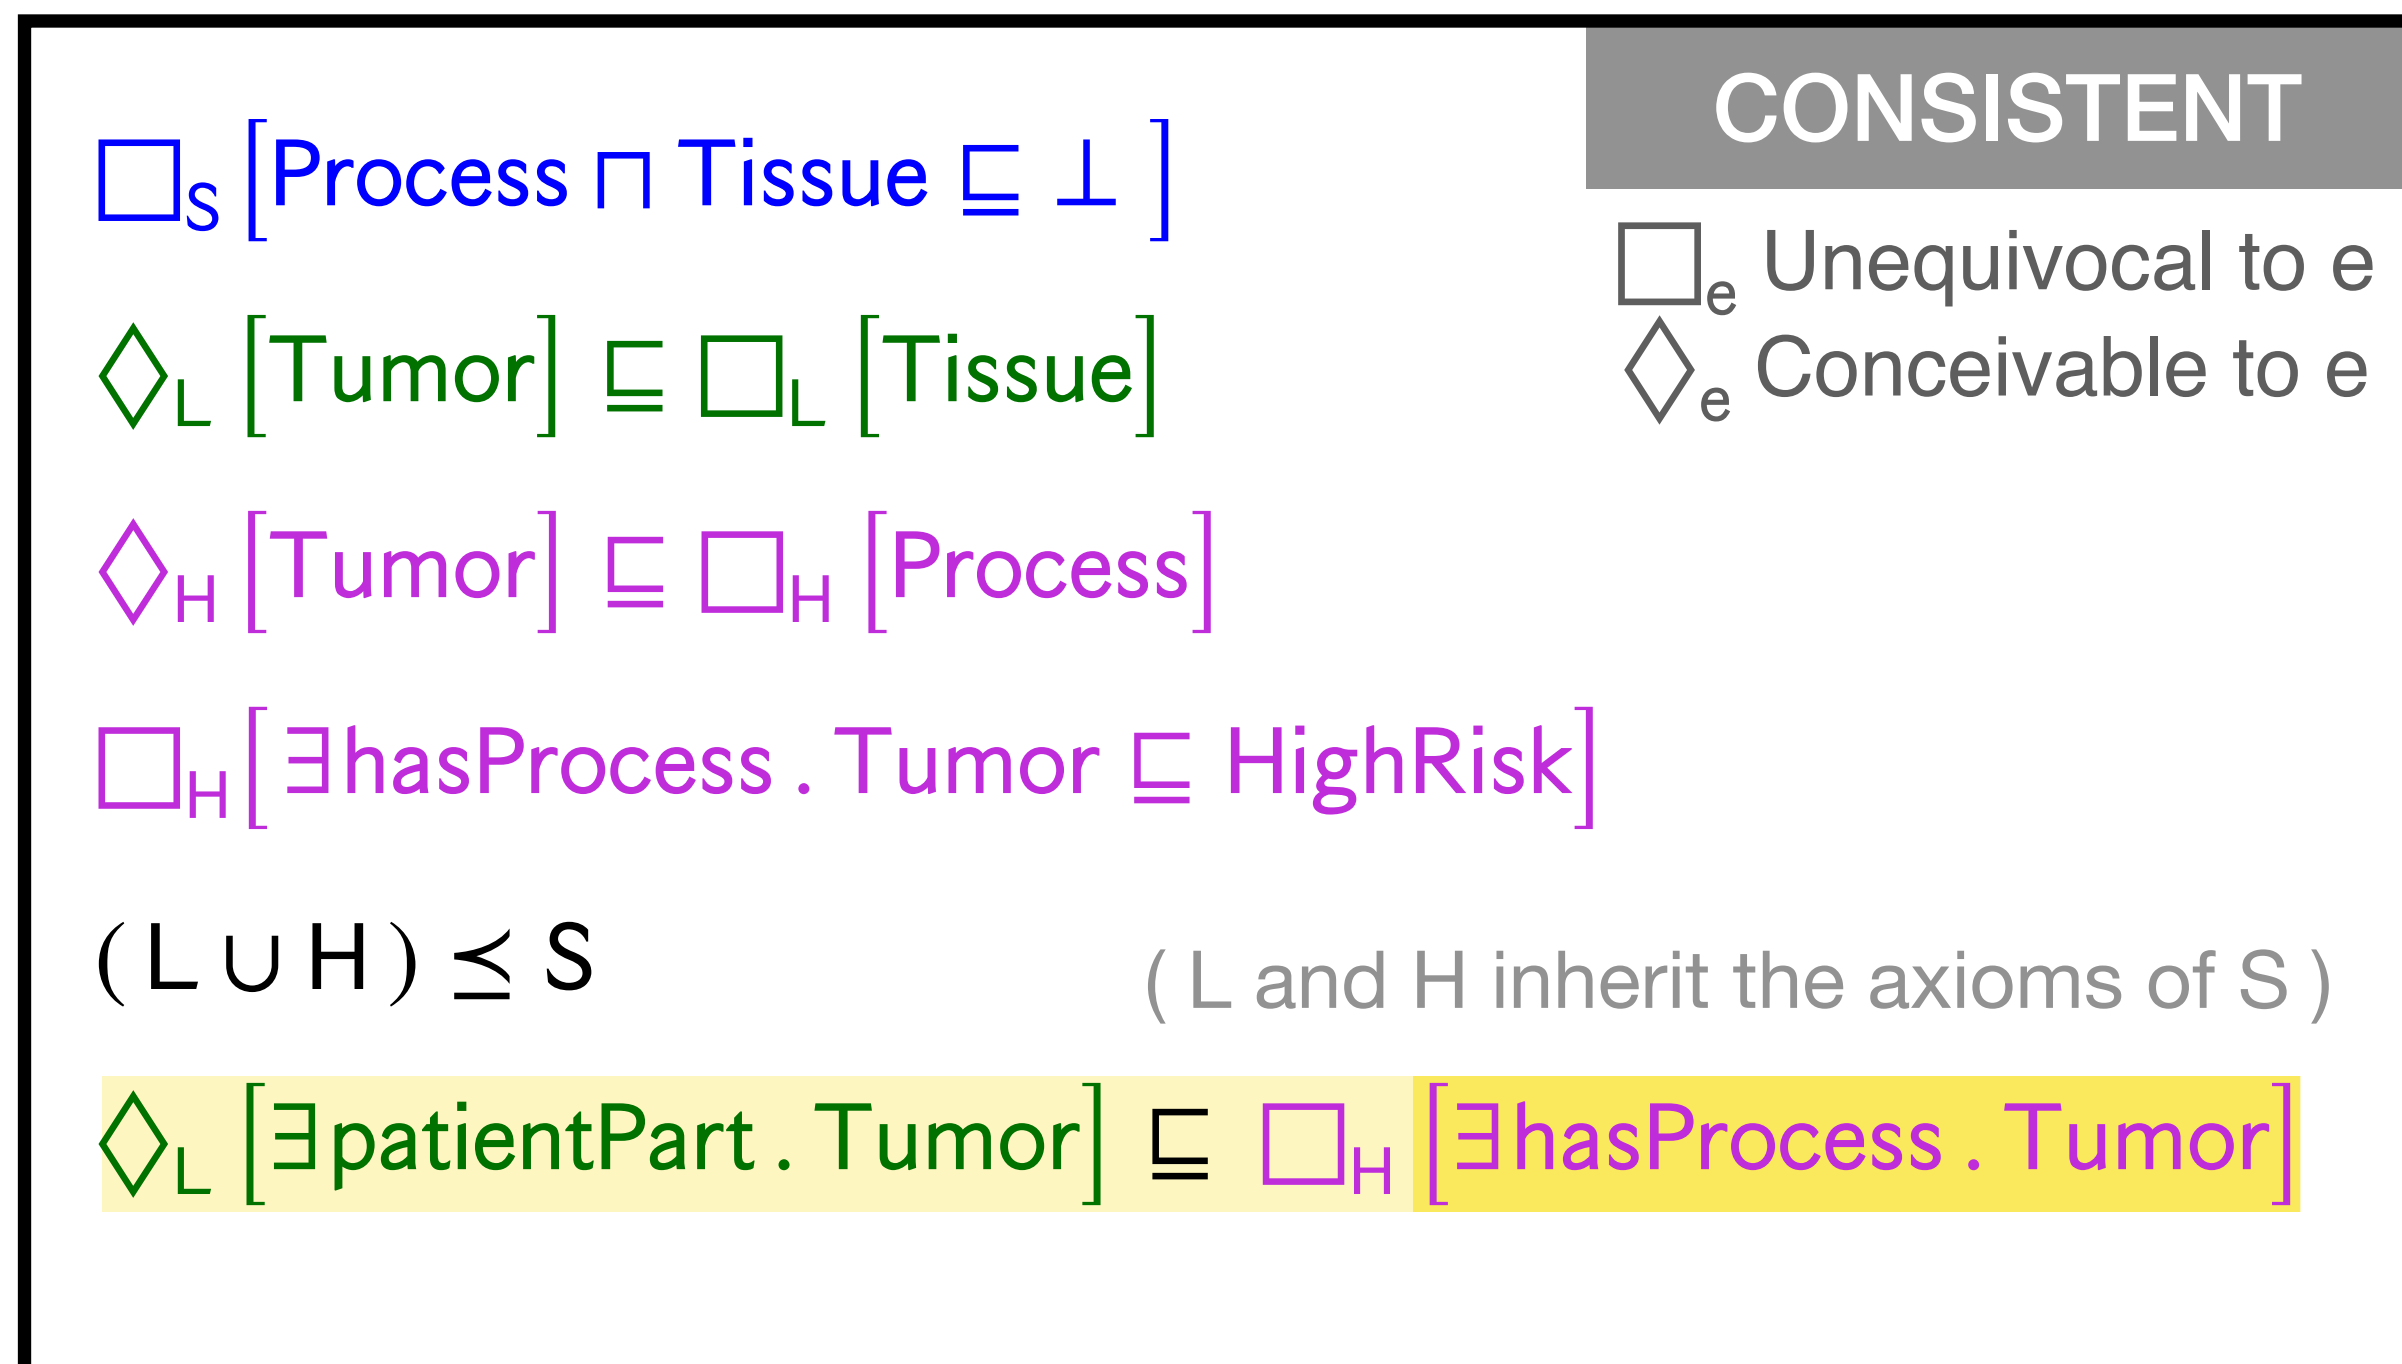 CONSISTENT
□S [Process ⊓ Tissue ⊑ ⊥ ]
□e Unequivocal to e
◇L [Tumor] ⊑ □L [Tissue]
◇e Conceivable to e
◇H [Tumor] ⊑ □H [Process]
□H [ ∃hasProcess . Tumor ⊑ HighRisk]
( L ∪ H ) ⪯ S
( L and H inherit the axioms of S )
◇L [∃patientPart . Tumor] ⊑ □H [∃hasProcess . Tumor]